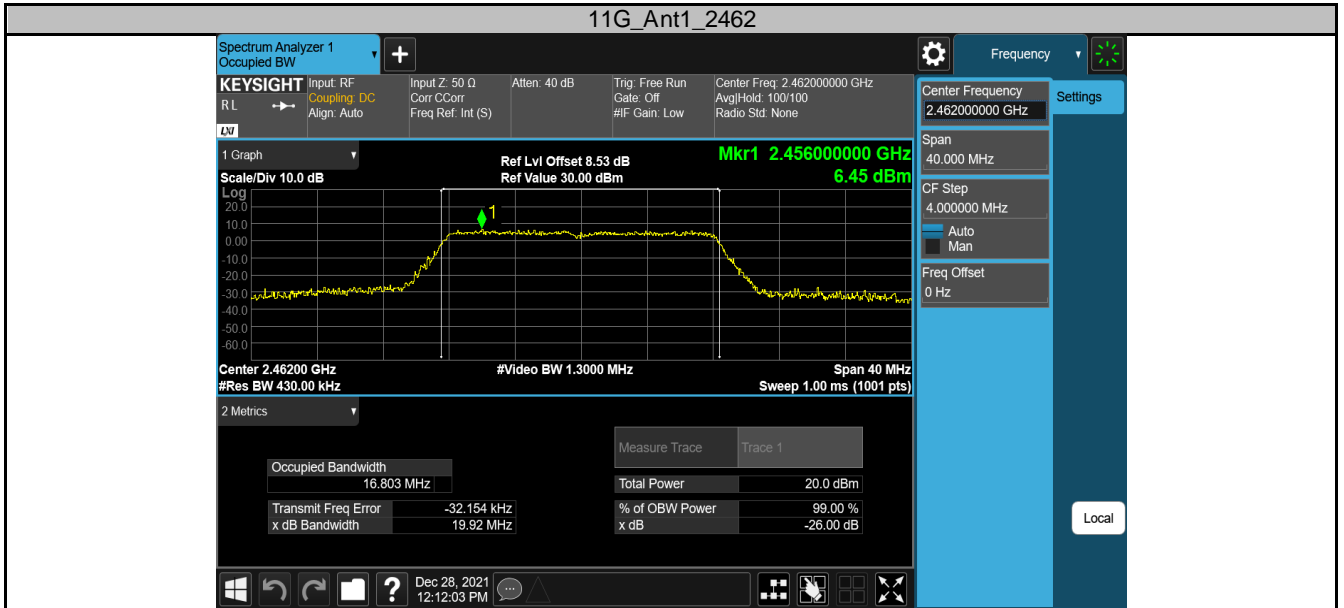 11G_Ant1_2462
Spectrum Analyzer 1
Occupied BW
+
Frequency
KEYSIGHT
R L
LXI
Input: RF
Coupling: DC
Align: Auto
Input Z: 50 Ω
Corr CCorr
Freq Ref: Int (S)
Atten: 40 dB
Trig: Free Run
Gate: Off
#IF Gain: Low
Center Freq: 2.462000000 GHz
Avg|Hold: 100/100
Radio Std: None
1 Graph
Scale/Div 10.0 dB
Ref Lvl Offset 8.53 dB
Ref Value 30.00 dBm
Mkr1 2.456000000 GHz
6.45 dBm
Log
20.0
10.0
0.00
-10.0
-20.0
-30.0
-40.0
-50.0
-60.0
1
Center 2.46200 GHz
#Video BW 1.3000 MHz
Span 40 MHz
#Res BW 430.00 kHz
Sweep 1.00 ms (1001 pts)
2 Metrics
Measure Trace
Trace 1
Occupied Bandwidth
16.803 MHz
Total Power
20.0 dBm
Transmit Freq Error
-32.154 kHz
% of OBW Power
99.00 %
x dB Bandwidth
19.92 MHz
x dB
-26.00 dB
Center Frequency
2.462000000 GHz
Settings
Span
40.000 MHz
CF Step
4.000000 MHz
Auto
Man
Freq Offset
0 Hz
Local
?
Dec 28, 2021
12:12:03 PM